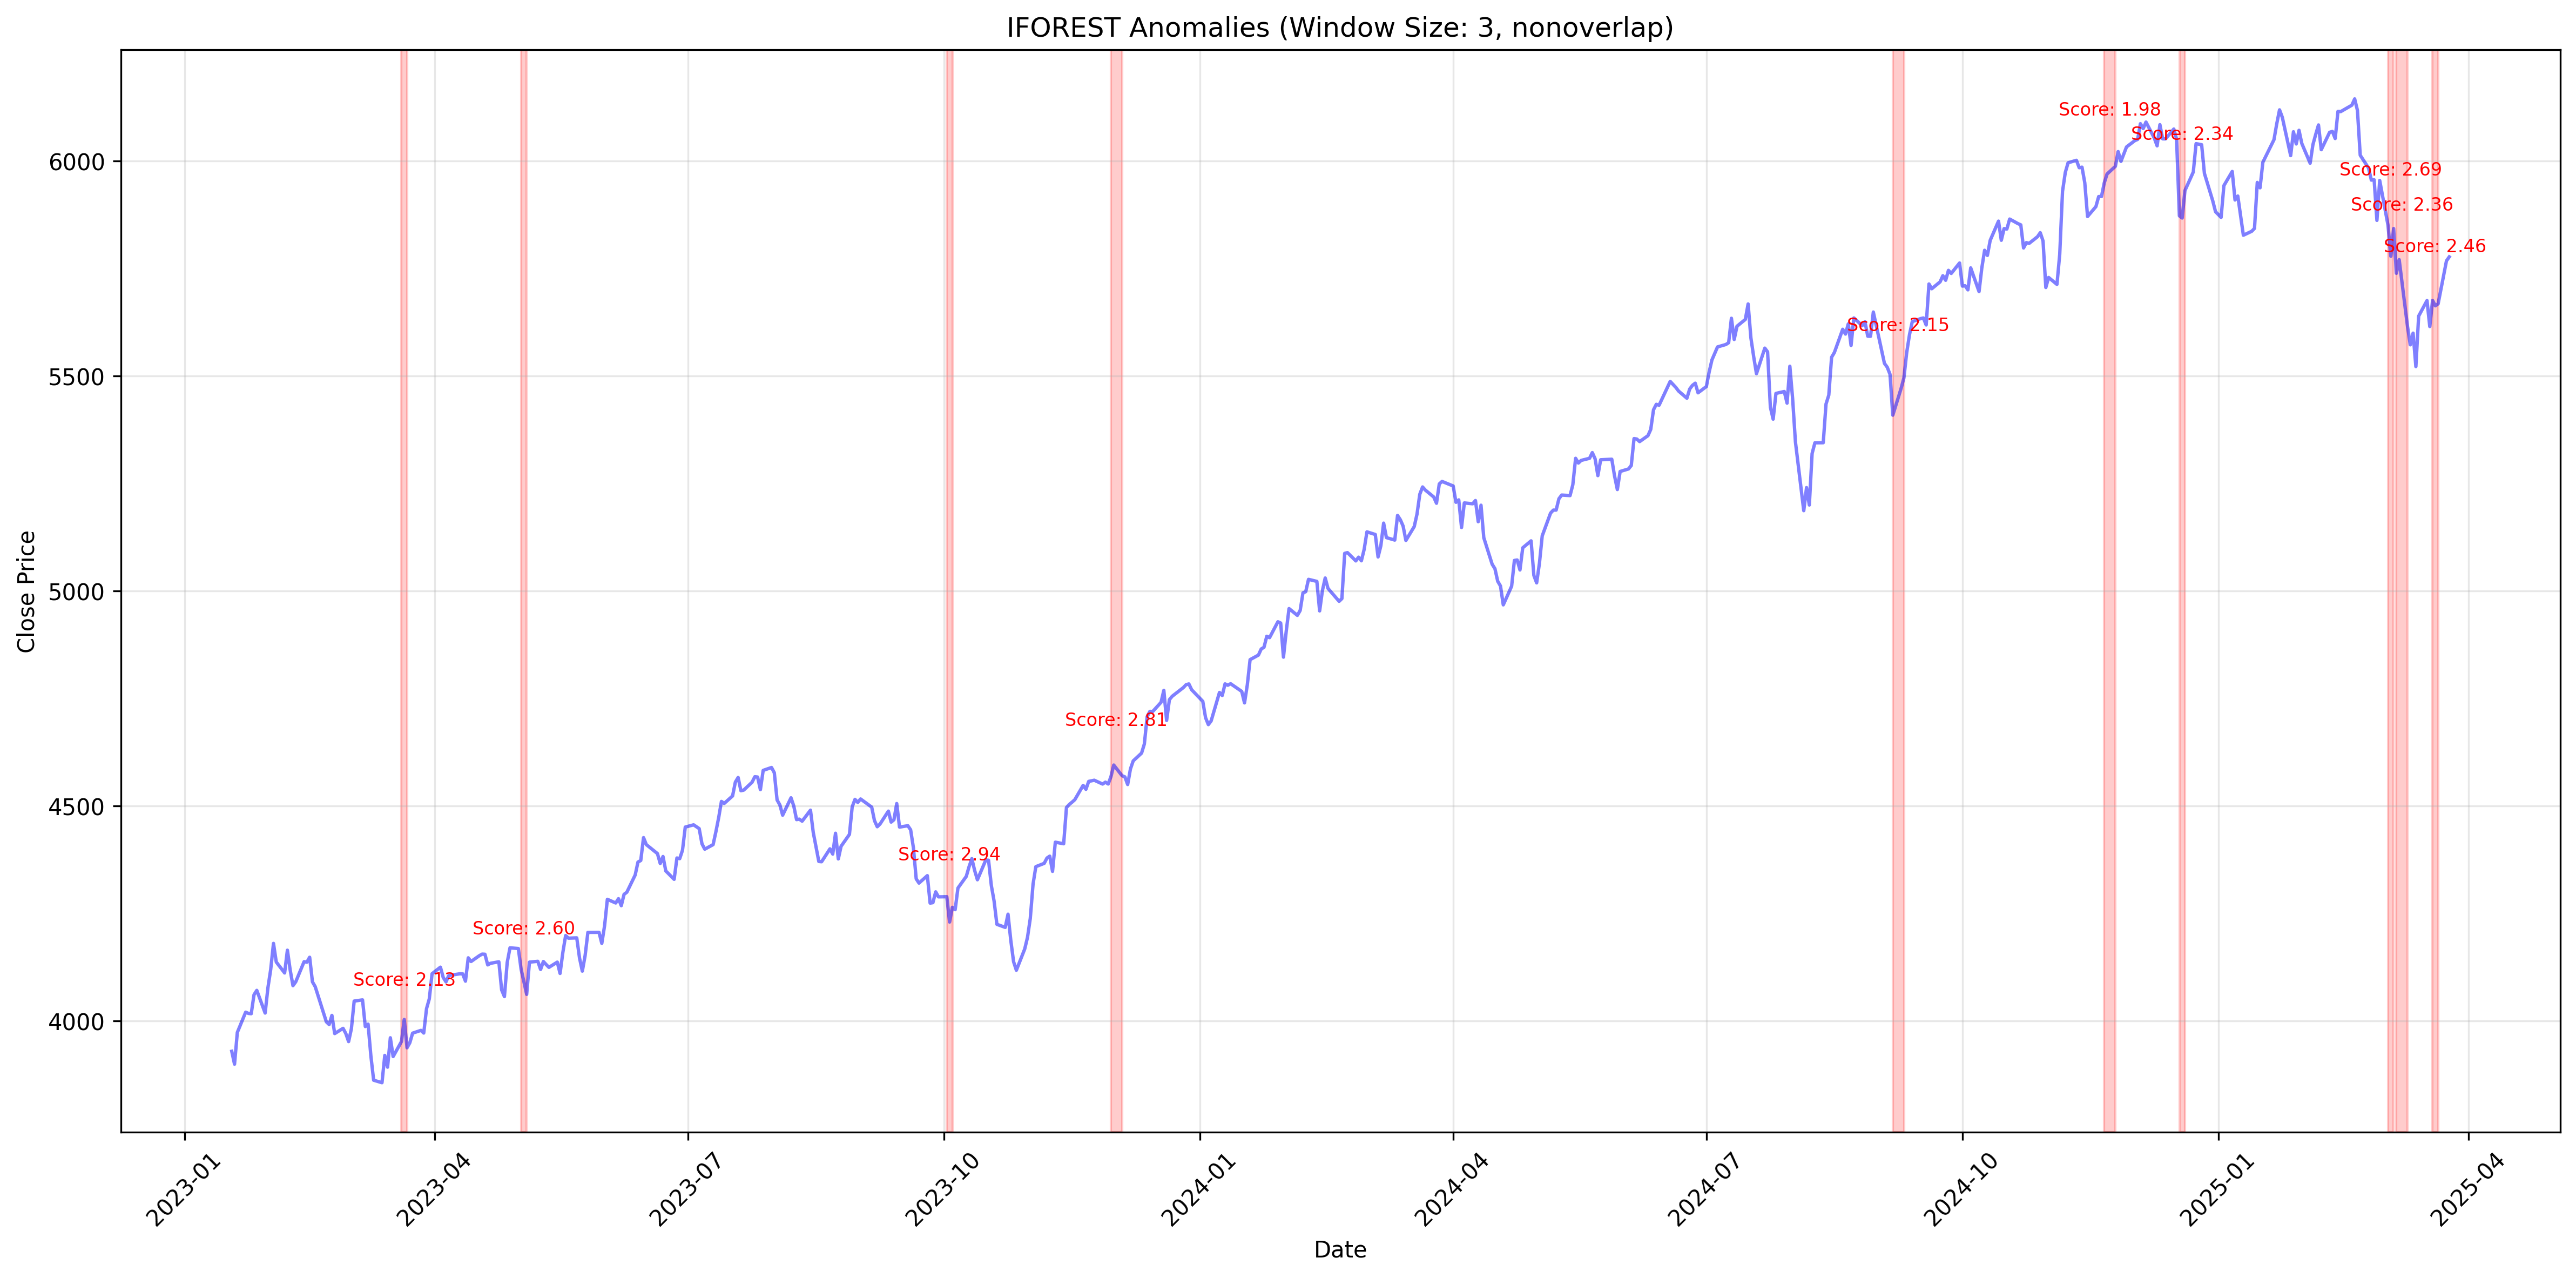 IFOREST Anomalies (Window Size: 3, nonoverlap)
Score: 1.98
Score: 2.34
Score: 2.69
Score: 2.36
Score: 2.46
Score: 2.15
Score: 2.81
Score: 2.94
Score: 2.60
Score: 2.13
Close Price
6000
5500
5000
4500
4000
2023-01
2023-04
2023-07
2023-10
2024-01
2024-04
2024-07
2024-10
2025-01
2025-04
Date